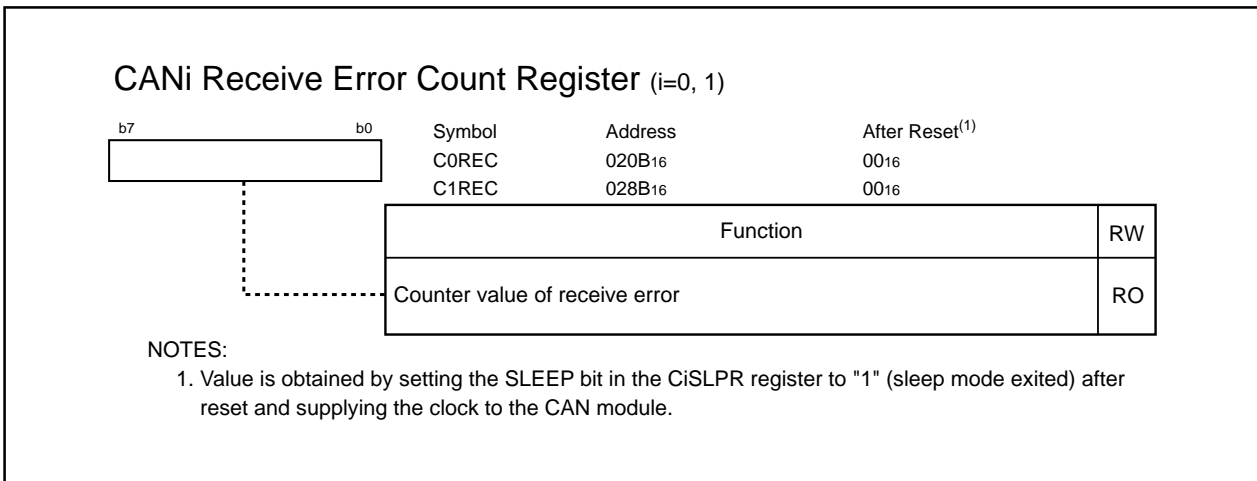 CANi Receive Error Count Register (i=0, 1)
b7 b0 Symbol Address After Reset(1)
C0REC 020B16 0016
C1REC 028B16 0016
Function RW
Counter value of receive error RO
NOTES:
1. Value is obtained by setting the SLEEP bit in the CiSLPR register to "1" (sleep mode exited) after
reset and supplying the clock to the CAN module.